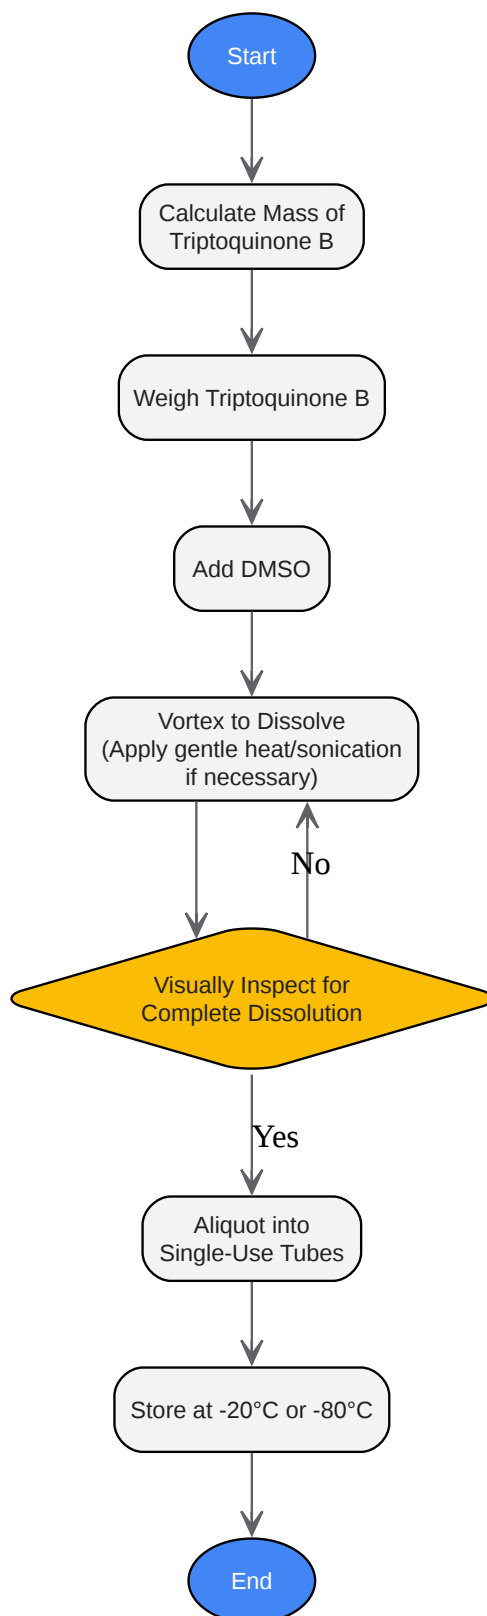 Start
Calculate Mass of
Triptoquinone B
Weigh Triptoquinone B
Add DMSO
Vortex to Dissolve
(Apply gentle heat/sonication
if necessary)
No
Visually Inspect for
Complete Dissolution
Yes
Aliquot into
Single-Use Tubes
Store at -20°C or -80°C
End